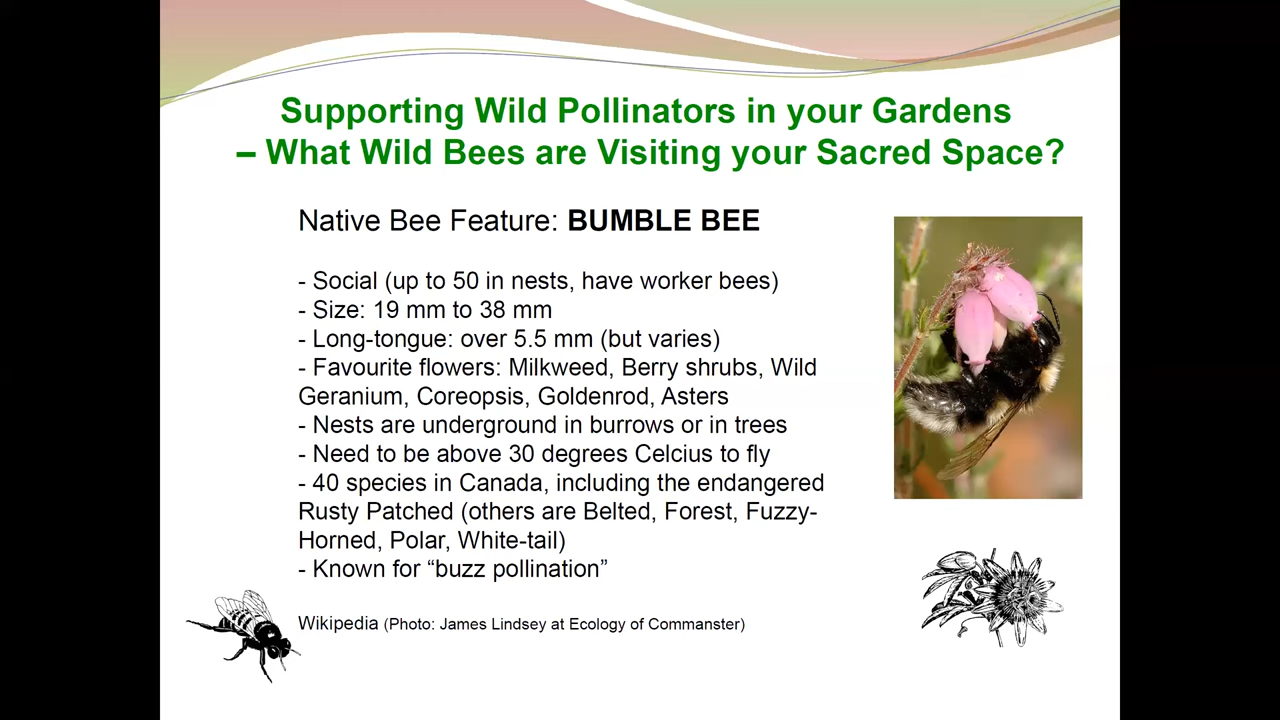 Supporting Wild Pollinators in your Gardens
– What Wild Bees are Visiting your Sacred Space?
Native Bee Feature: BUMBLE BEE
- Social (up to 50 in nests, have worker bees)
- Size: 19 mm to 38 mm
- Long-tongue: over 5.5 mm (but varies)
- Favourite flowers: Milkweed, Berry shrubs, Wild
Geranium, Coreopsis, Goldenrod, Asters
- Nests are underground in burrows or in trees
- Need to be above 30 degrees Celcius to fly
- 40 species in Canada, including the endangered
Rusty Patched (others are Belted, Forest, Fuzzy-
Horned, Polar, White-tail)
- Known for “buzz pollination”
Wikipedia (Photo: James Lindsey at Ecology of Commanster)